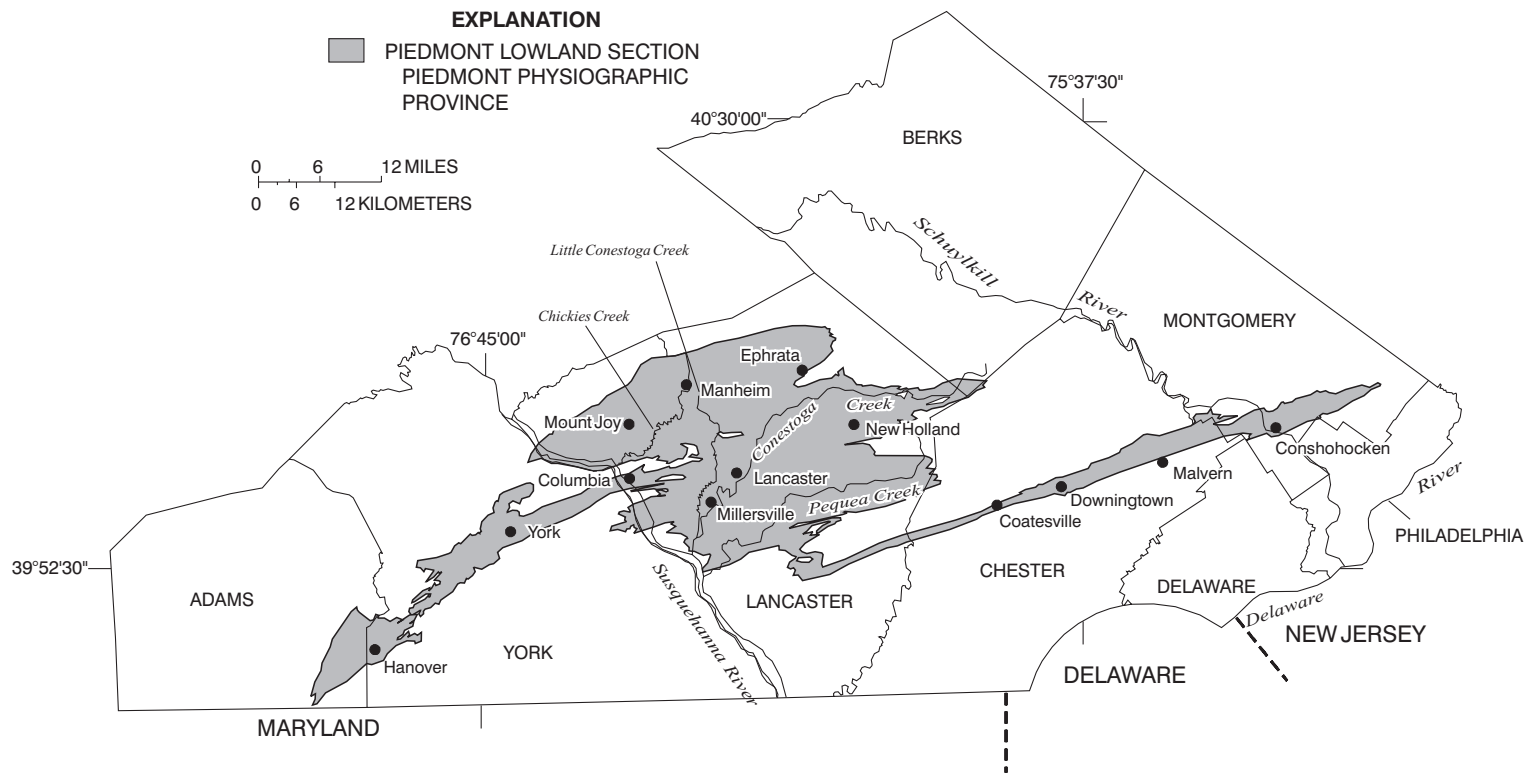 EXPLANATION
PIEDMONT LOWLAND SECTION
PIEDMONT PHYSIOGRAPHIC
PROVINCE
75°37'30"
40°30'00"
BERKS
0 6 12 MILES
0 6 12 KILOMETERS
Schuylkill
River
Little Conestoga Creek
Chickies Creek
MONTGOMERY
76°45'00"
Ephrata
Manheim
Creek
Conestoga
Mount Joy
New Holland
Conshohocken
Columbia
Lancaster
Malvern
River
Pequea Creek
Downingtown
Millersville
Coatesville
York
PHILADELPHIA
39°52'30"
CHESTER
DELAWARE
ADAMS
LANCASTER
Delaware
Susquehanna River
NEW JERSEY
YORK
Hanover
DELAWARE
MARYLAND